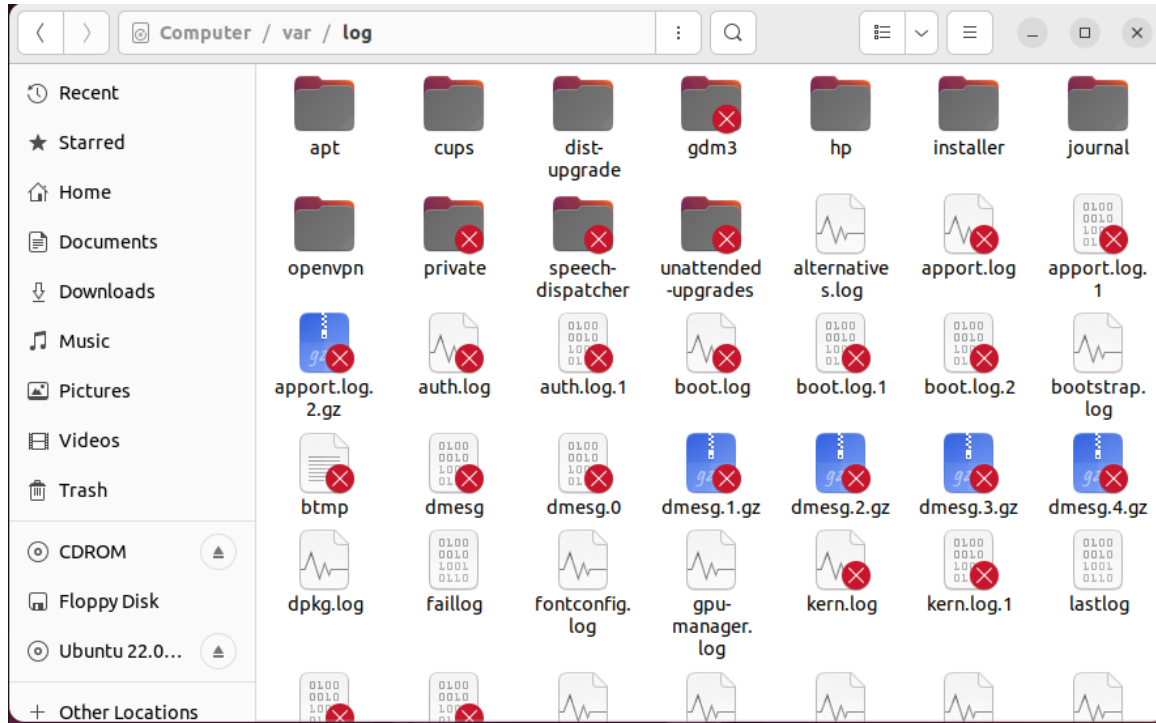 Computer / var / log
Recent
Starred
Home
Documents
Downloads
Music
Pictures
Videos
Trash
CDROM
Floppy Disk
Ubuntu 22.0...
+ Other Locations
apt
cups
dist-
upgrade
gdm3
hp
installer
journal
openvpn
private
speech-
dispatcher
unattended
-upgrades
alternative
s.log
apport.log
apport.log.
1
apport.log.
2.gz
auth.log
auth.log.1
boot.log
boot.log.1
boot.log.2
bootstrap.
log
btmp
dmesg
dmesg.0
dmesg.1.gz
dmesg.2.gz
dmesg.3.gz
dmesg.4.gz
dpkg.log
faillog
fontconfig.
log
gpu-
manager.
log
kern.log
kern.log.1
lastlog